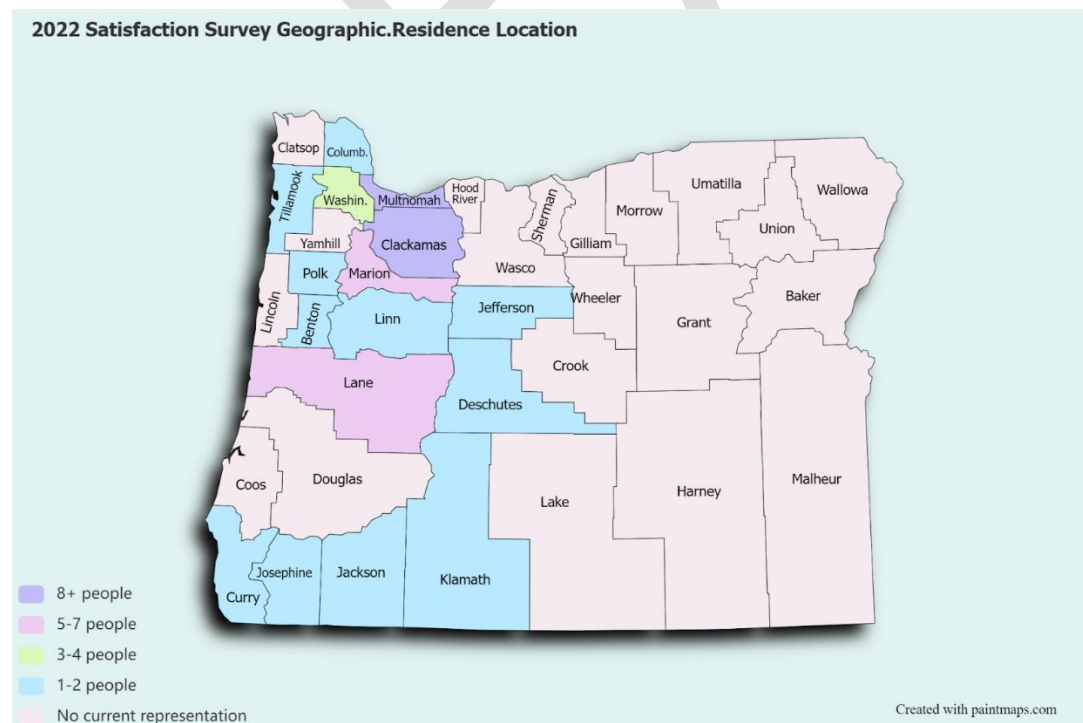 2022 Satisfaction Survey Geographic.Residence Location
Clatsop
Columb.
Tillamook
Washin.
Multnomah
Hood
River
Sherman
Gilliam
Morrow
Umatilla
Union
Wallowa
Yamhill
Clackamas
Wasco
Polk
Marion
Lincoln
Benton
Linn
Jefferson
Wheeler
Grant
Baker
Crook
Lane
Deschutes
Coos
Douglas
Lake
Harney
Malheur
Curry
Josephine
Jackson
Klamath
8+ people
5-7 people
3-4 people
1-2 people
No current representation
Created with paintmaps.com